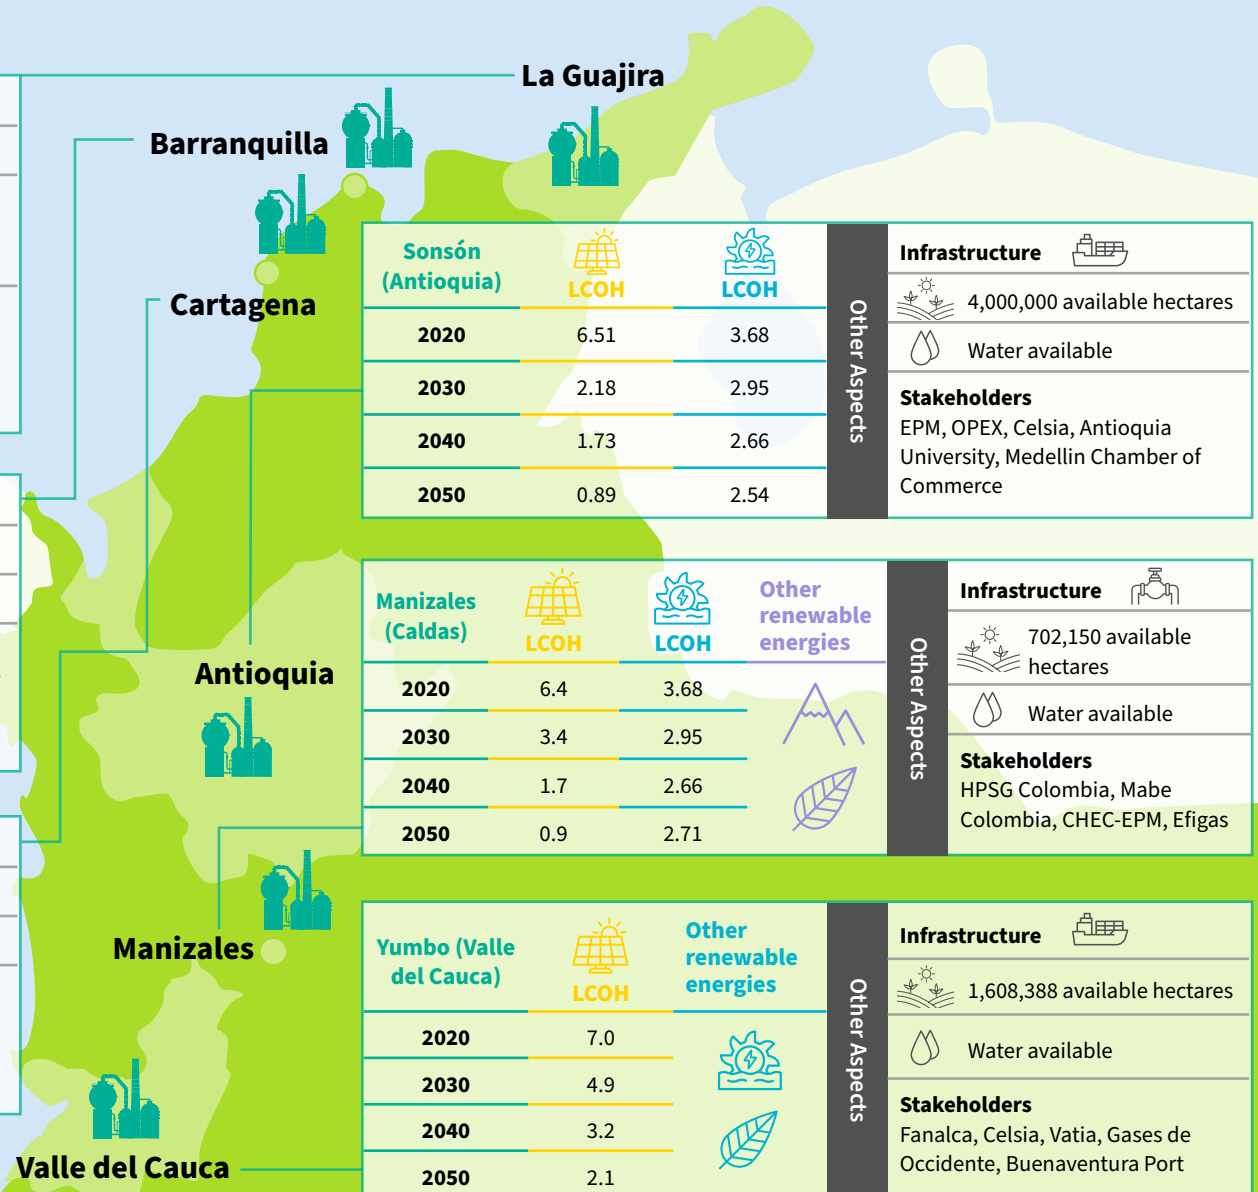 La Guajira
Barranquilla
Cartagena
Sonsón
(Antioquia)
LCOH
LCOH
2020 6.51 3.68
2030 2.18 2.95
2040 1.73 2.66
2050 0.89 2.54
Other Aspects
Infrastructure
4,000,000 available hectares
Water available
Stakeholders
EPM, OPEX, Celsia, Antioquia
University, Medellin Chamber of
Commerce
Antioquia
Manizales
(Caldas)
LCOH
LCOH
Other
renewable
energies
2020 6.4 3.68
2030 3.4 2.95
2040 1.7 2.66
2050 0.9 2.71
Other Aspects
Infrastructure
702,150 available
hectares
Water available
Stakeholders
HPSG Colombia, Mabe
Colombia, CHEC-EPM, Efigas
Manizales
Yumbo (Valle
del Cauca)
LCOH
Other
renewable
energies
2020 7.0
2030 4.9
2040 3.2
2050 2.1
Other Aspects
Infrastructure
1,608,388 available hectares
Water available
Stakeholders
Fanalca, Celsia, Vatia, Gases de
Occidente, Buenaventura Port
Valle del Cauca